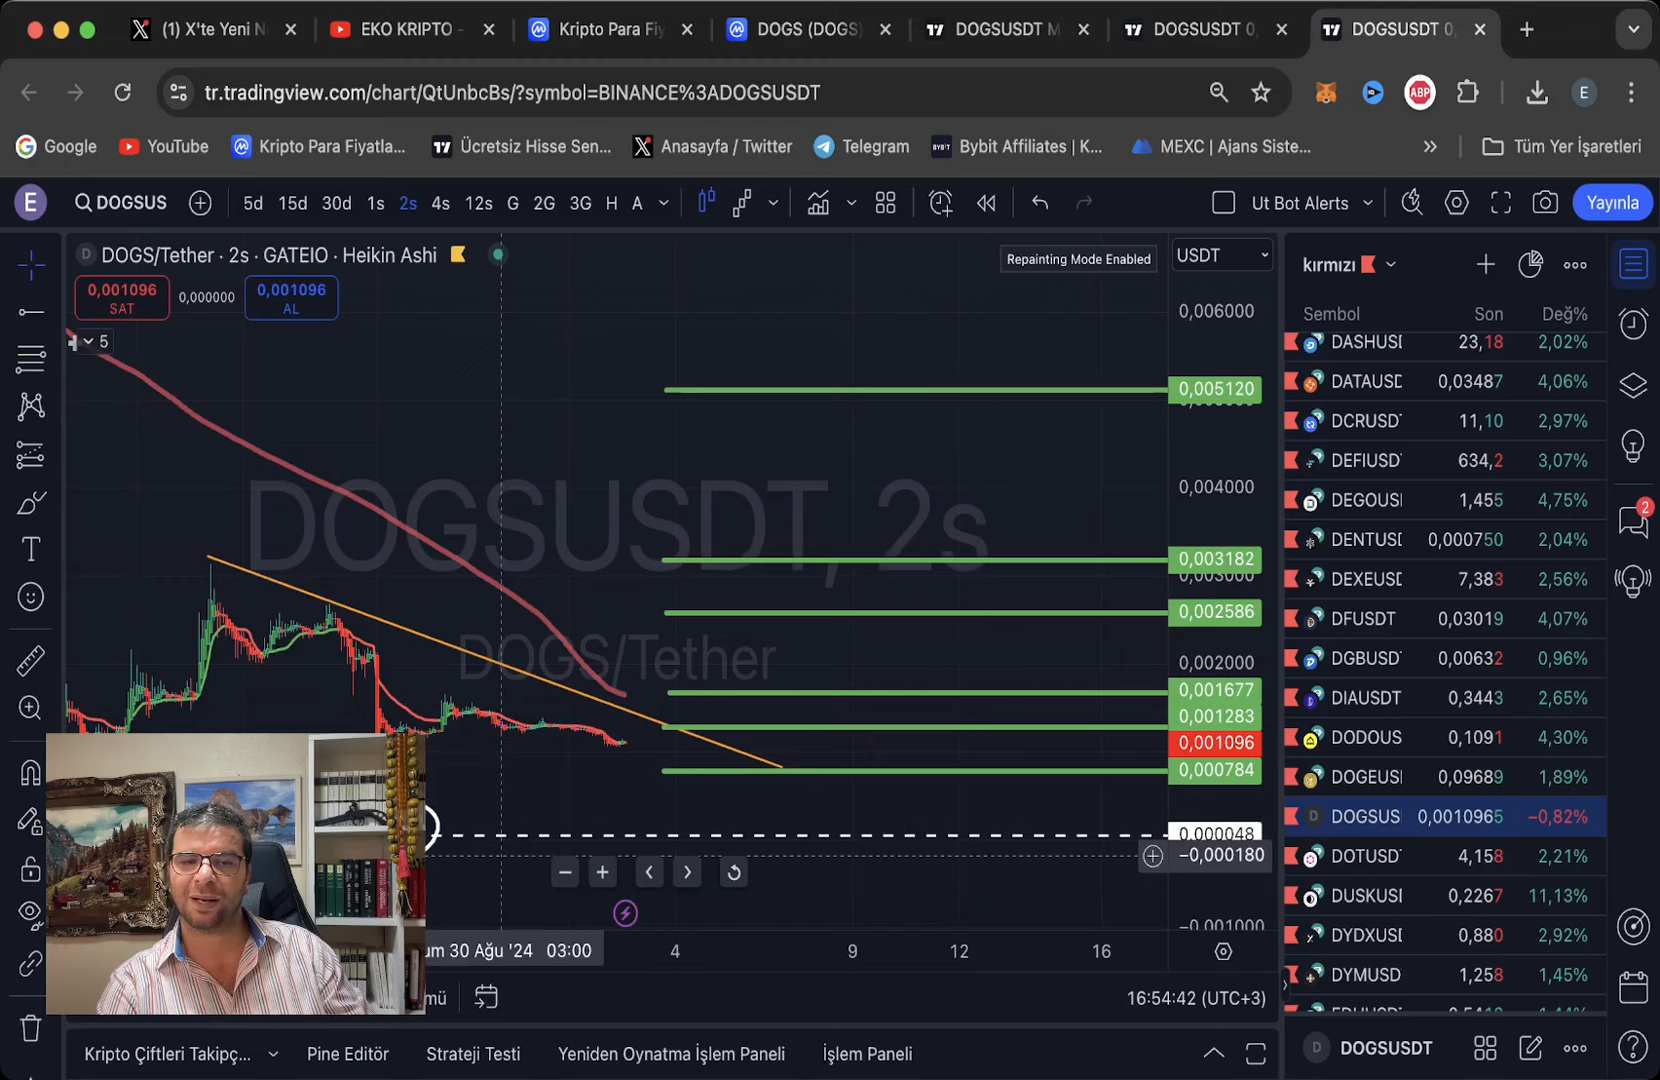 (1) X'te Yeni N
EKO KRIPTO -
Kripto Para Fiy
DOGS (DOGS)
DOGSUSDT M
DOGSUSDT 0,
DOGSUSDT 0,
tr.tradingview.com/chart/QtUnbcBs/?symbol=BINANCE%3ADOGSUSDT
ABP
E
Google
YouTube
Kripto Para Fiyatla...
Ücretsiz Hisse Sen...
Anasayfa / Twitter
Telegram
BYBIT
Bybit Affiliates | K...
MEXC | Ajans Siste...
Tüm Yer İşaretleri
E
DOGSUS
5d 15d 30d 1s 2s 4s 12s G 2G 3G H A
Ut Bot Alerts
Yayınla
D DOGS/Tether · 2s · GATEIO · Heikin Ashi
Repainting Mode Enabled
USDT
0,001096
SAT
0,000000
0,001096
AL
5
DOGSUSDT, 2s
DOGS/Tether
0,006000
0,005120
0,004000
0,003182
0,003000
0,002586
0,002000
0,001677
0,001283
0,001096
0,000784
0,000048
−0,000180
−0,001000
um 30 Ağu '24 03:00
4 9 12 16
mü
16:54:42 (UTC+3)
Kripto Çiftleri Takipç...
Pine Editör
Strateji Testi
Yeniden Oynatma İşlem Paneli
İşlem Paneli
kırmızı
Sembol Son Değ%
DASHUSI 23,18 2,02%
DATAUSD 0,03487 4,06%
DCRUSDT 11,10 2,97%
DEFIUSD 634,2 3,07%
DEGOUSI 1,455 4,75%
DENTUSI 0,000750 2,04%
DEXEUSI 7,383 2,56%
DFUSDT 0,03019 4,07%
DGBUSD 0,00632 0,96%
DIAUSDT 0,3443 2,65%
DODOUS 0,1091 4,30%
DOGEUSI 0,09689 1,89%
D DOGSUS 0,0010965 −0,82%
DOTUSD 4,158 2,21%
DUSKUS 0,2267 11,13%
DYDXUSI 0,880 2,92%
DYMUSD 1,258 1,45%
D DOGSUSDT
2